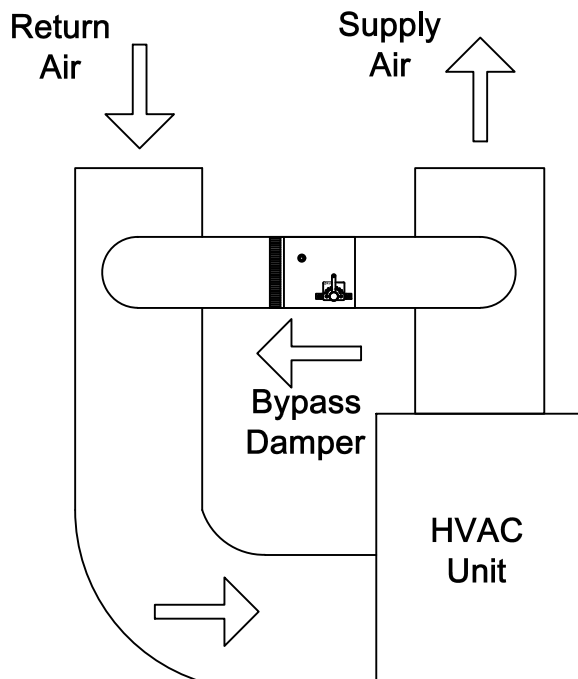 Return
Air
Supply
Air
Bypass
Damper
HVAC
Unit